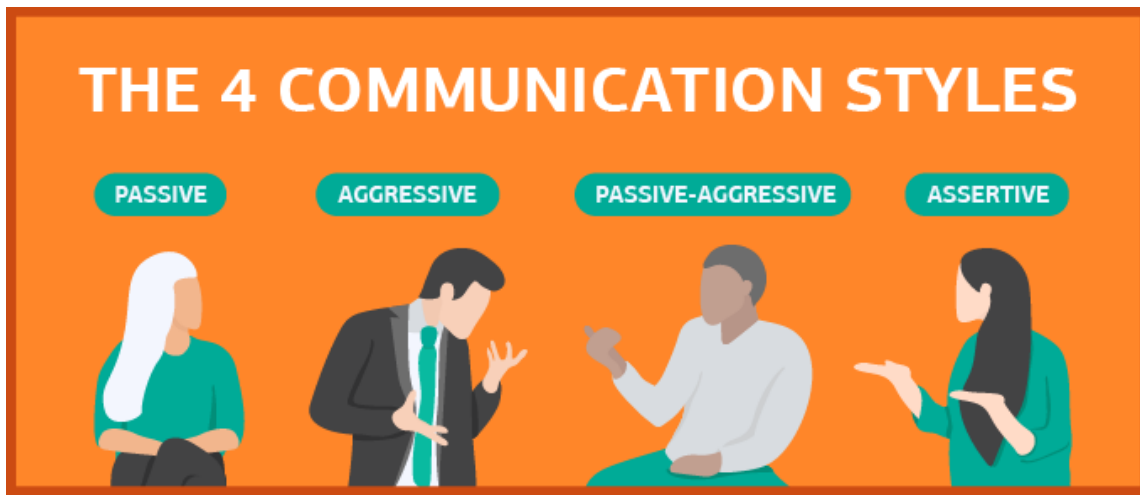 THE 4 COMMUNICATION STYLES
PASSIVE
AGGRESSIVE
PASSIVE-AGGRESSIVE
ASSERTIVE